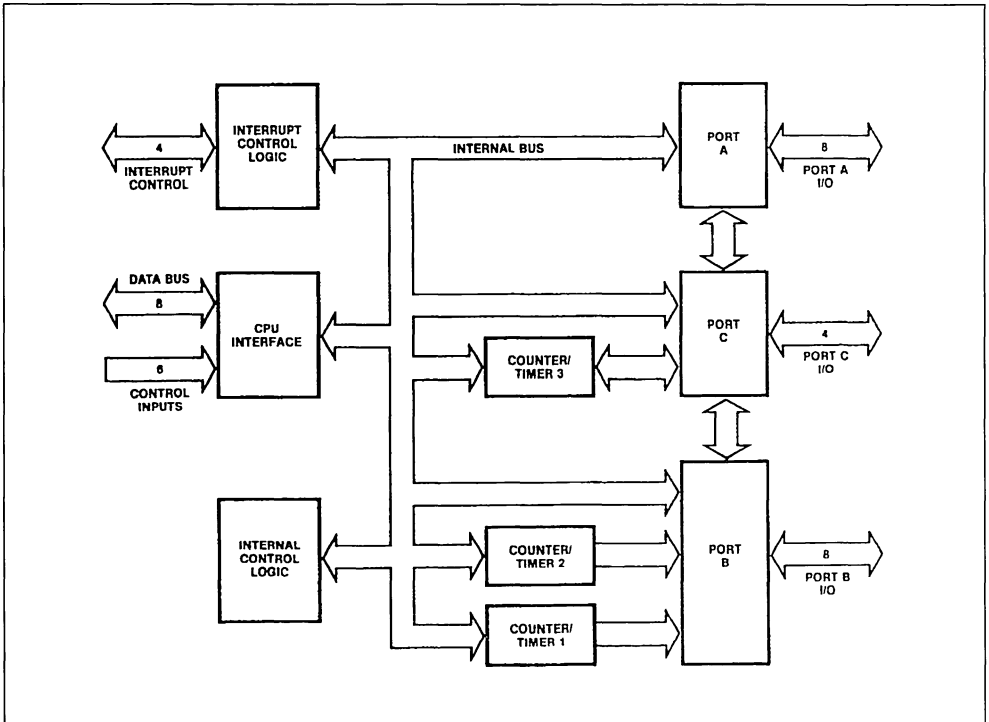 INTERRUPT
CONTROL
LOGIC
4
INTERRUPT
CONTROL
INTERNAL BUS
PORT
A
8
PORT A
I/O
DATA BUS
8
CPU
INTERFACE
6
CONTROL
INPUTS
PORT
C
4
PORT C
I/O
COUNTER/
TIMER 3
INTERNAL
CONTROL
LOGIC
COUNTER/
TIMER 2
PORT
B
8
PORT B
I/O
COUNTER/
TIMER 1